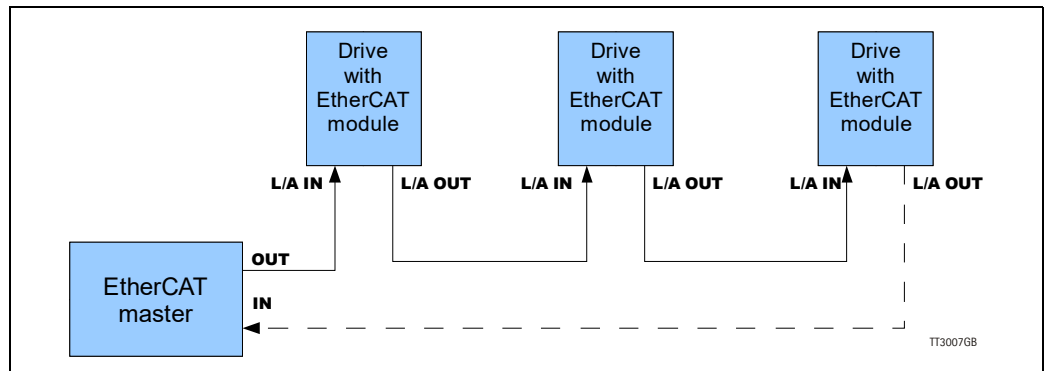 Drive
with
EtherCAT
module
Drive
with
EtherCAT
module
Drive
with
EtherCAT
module
L/A IN
L/A OUT
L/A IN
L/A OUT
L/A IN
L/A OUT
EtherCAT
master
OUT
IN
TT3007GB